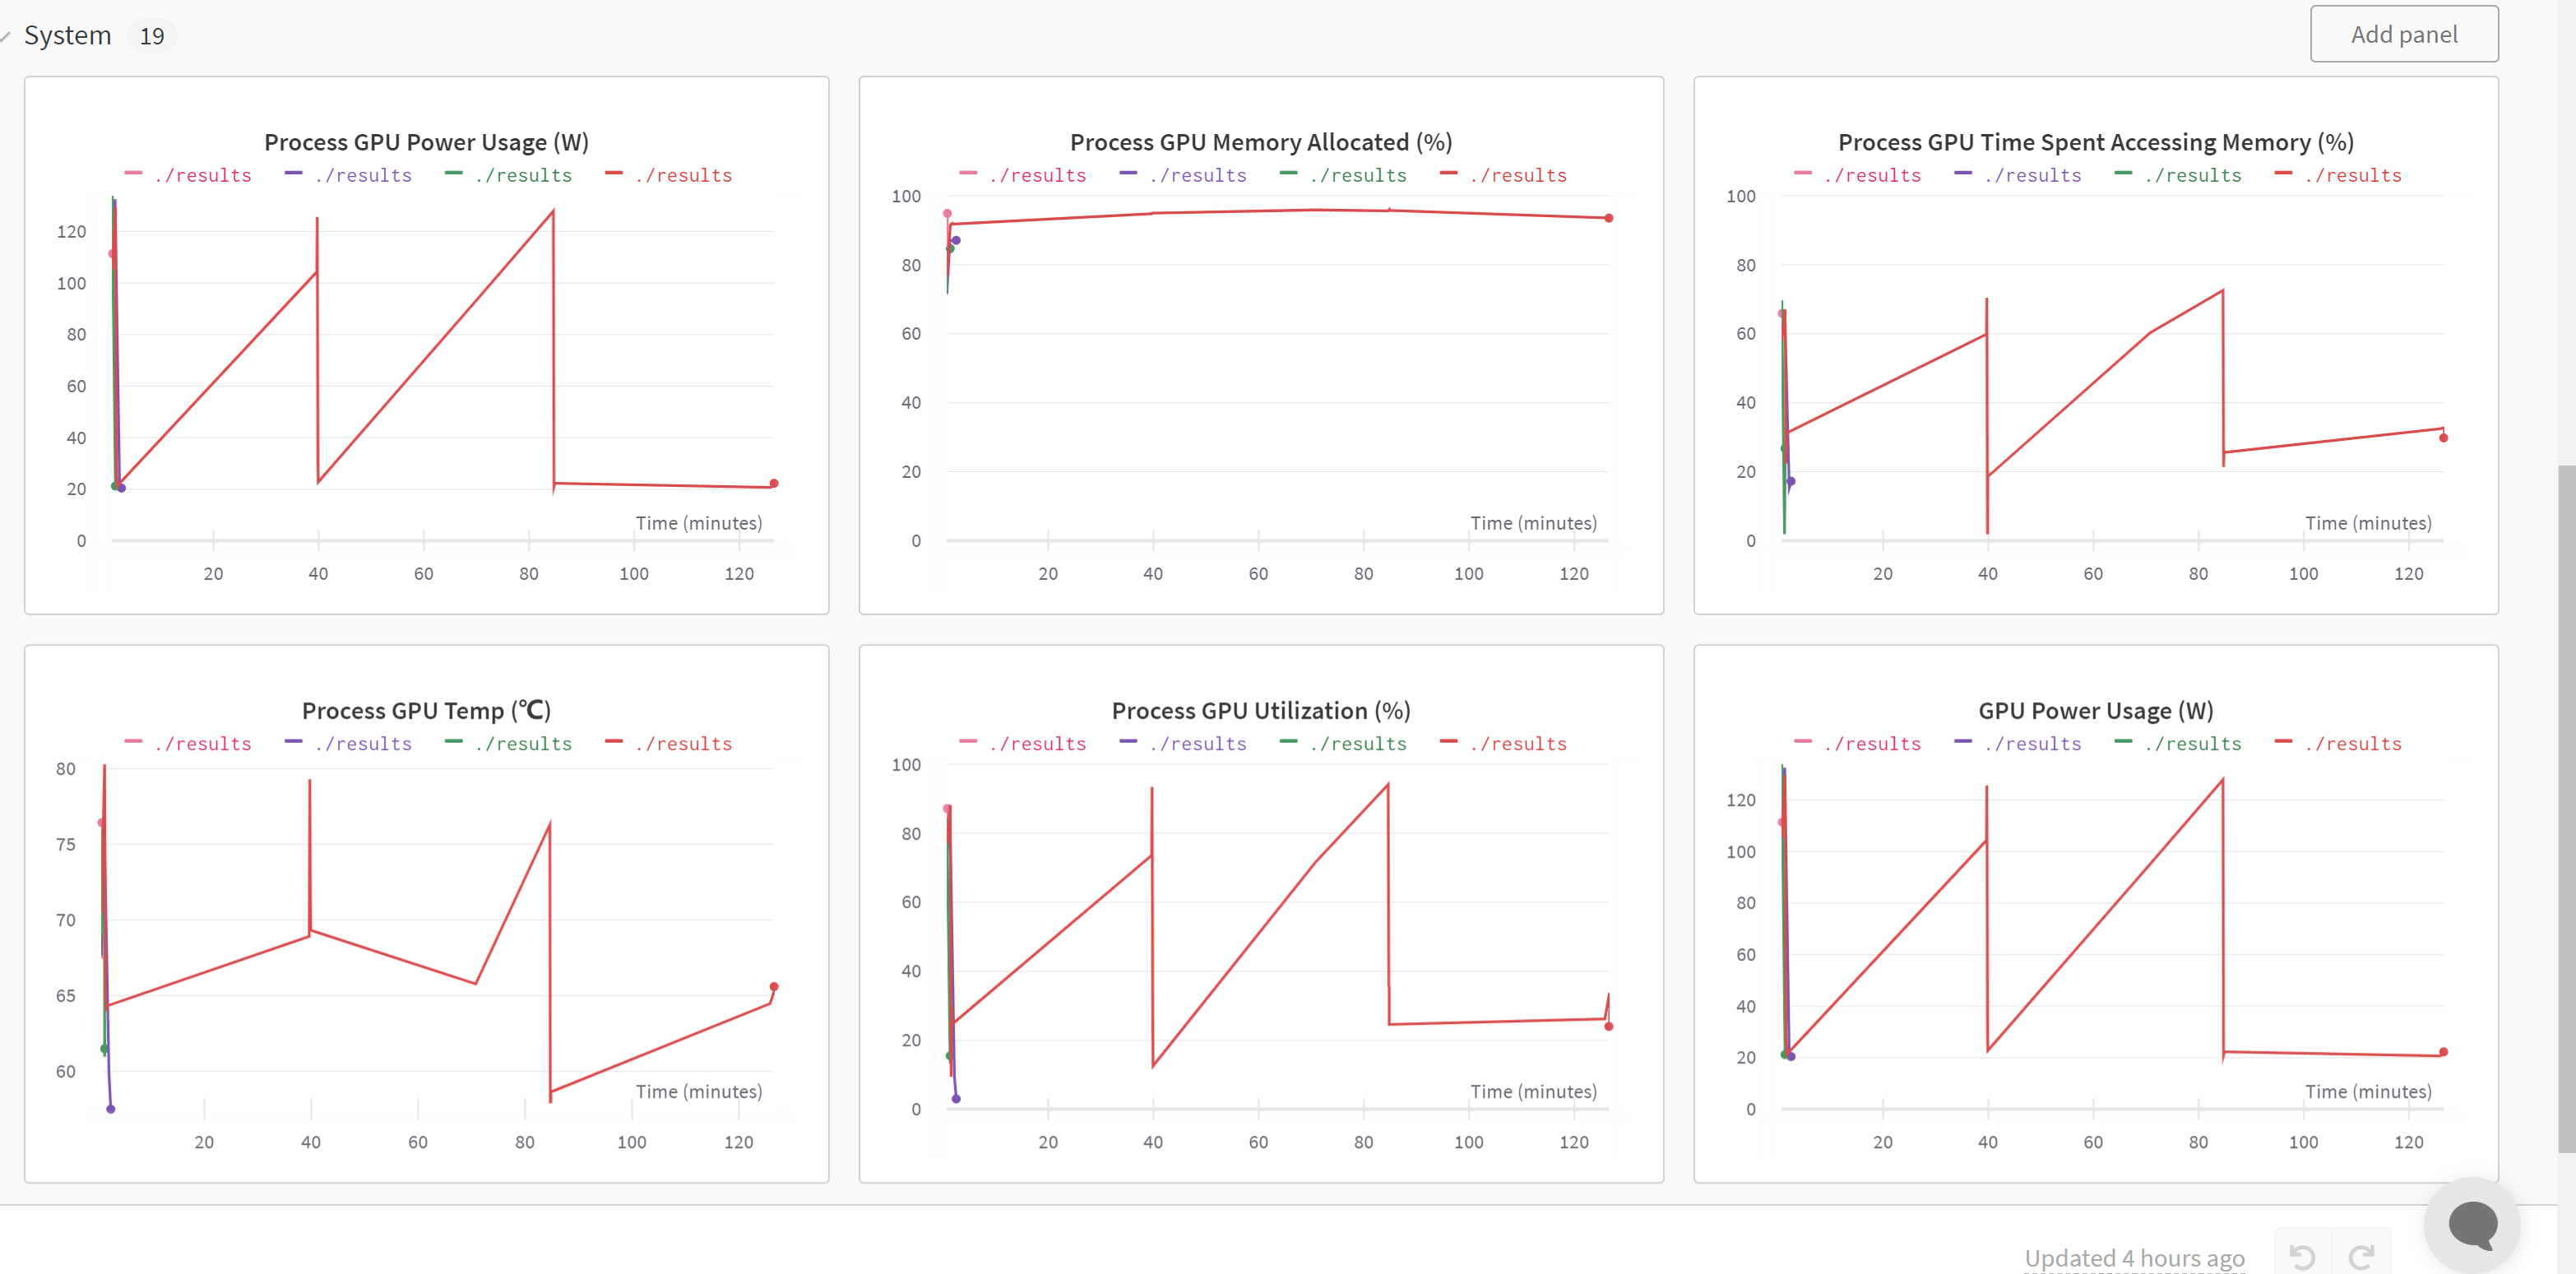 System 19
Add panel
Process GPU Power Usage (W)
./results ./results ./results ./results
120
100
80
60
40
20
0
Time (minutes)
20 40 60 80 100 120
Process GPU Memory Allocated (%)
./results ./results ./results ./results
100
80
60
40
20
0
Time (minutes)
20 40 60 80 100 120
Process GPU Time Spent Accessing Memory (%)
./results ./results ./results ./results
100
80
60
40
20
0
Time (minutes)
20 40 60 80 100 120
Process GPU Temp (℃)
./results ./results ./results ./results
80
75
70
65
60
Time (minutes)
20 40 60 80 100 120
Process GPU Utilization (%)
./results ./results ./results ./results
100
80
60
40
20
0
Time (minutes)
20 40 60 80 100 120
GPU Power Usage (W)
./results ./results ./results ./results
120
100
80
60
40
20
0
Time (minutes)
20 40 60 80 100 120
Updated 4 hours ago